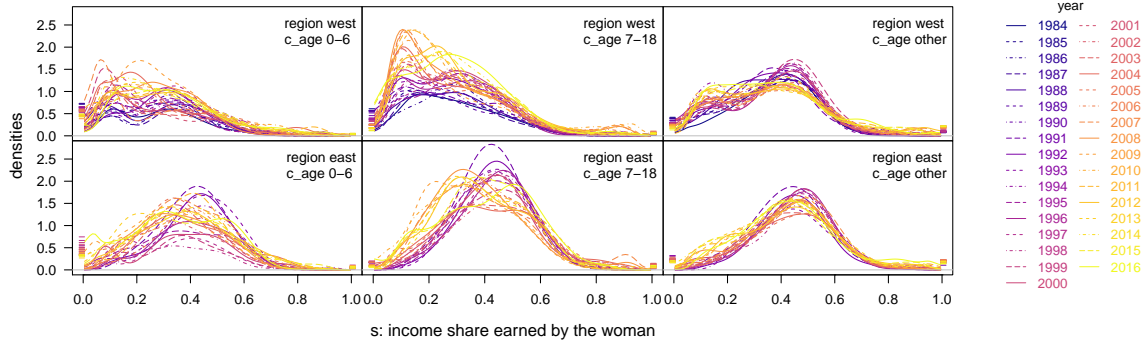 year
region west
c_age 0−6
region west
c_age 7−18
region west
c_age other
2.5
2.0
1.5
1.0
0.5
0.0
densities
region east
c_age 0−6
region east
c_age 7−18
region east
c_age other
2.5
2.0
1.5
1.0
0.5
0.0
0.0 0.2 0.4 0.6 0.8 1.0
0.0 0.2 0.4 0.6 0.8 1.0
0.0 0.2 0.4 0.6 0.8 1.0
s: income share earned by the woman
1984
1985
1986
1987
1988
1989
1990
1991
1992
1993
1994
1995
1996
1997
1998
1999
2000
2001
2002
2003
2004
2005
2006
2007
2008
2009
2010
2011
2012
2013
2014
2015
2016